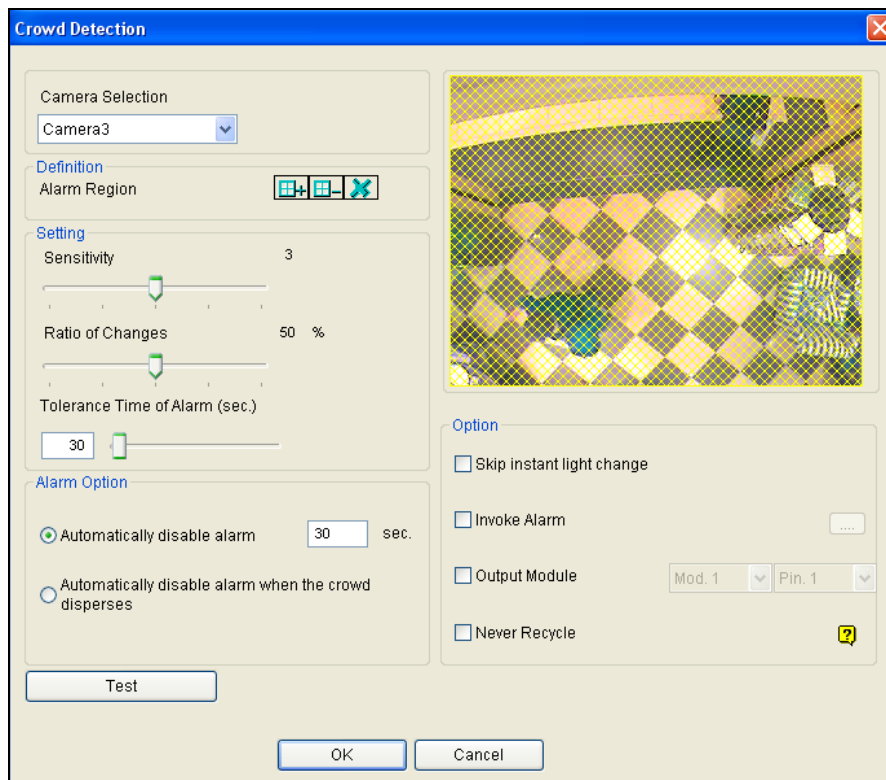 Crowd Detection
Camera Selection
Camera3
Definition
Alarm Region
Setting
Sensitivity 3
Ratio of Changes 50 %
Tolerance Time of Alarm (sec.)
30
Alarm Option
Automatically disable alarm 30 sec.
Automatically disable alarm when the crowd
disperses
Test
Option
Skip instant light change
Invoke Alarm ....
Output Module Mod. 1 Pin. 1
Never Recycle ?
OK Cancel